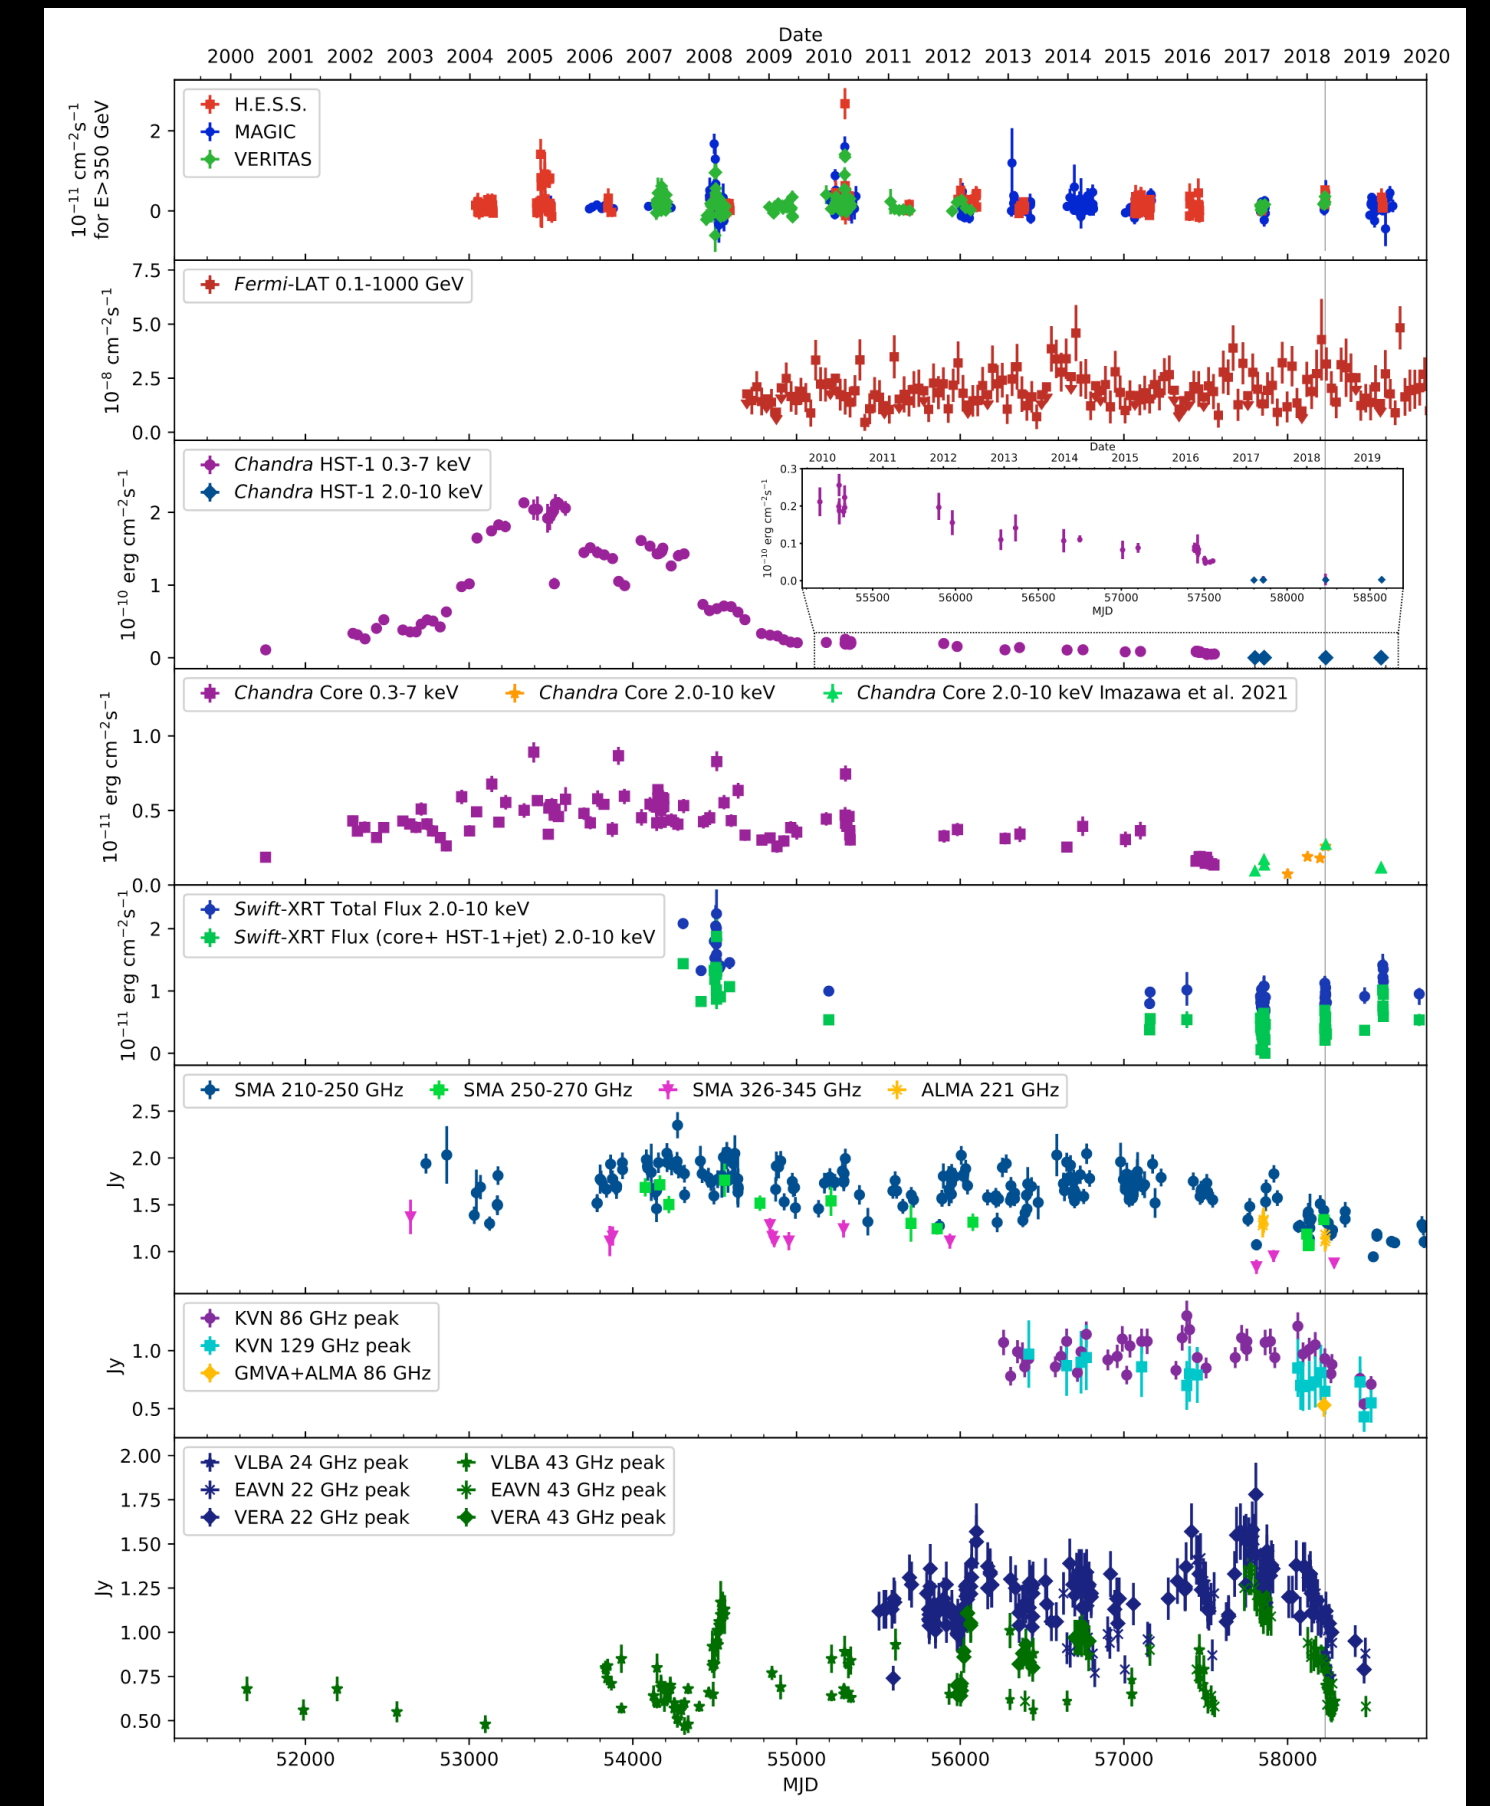 Date
2000 2001 2002 2003 2004 2005 2006 2007 2008 2009 2010 2011 2012 2013 2014 2015 2016 2017 2018 2019 2020
10⁻¹¹ cm⁻²s⁻¹
for E>350 GeV
2
0
H.E.S.S.
MAGIC
VERITAS
10⁻⁸ cm⁻²s⁻¹
7.5
5.0
2.5
0.0
Fermi-LAT 0.1-1000 GeV
10⁻¹⁰ erg cm⁻²s⁻¹
2
1
0
Chandra HST-1 0.3-7 keV
Chandra HST-1 2.0-10 keV
Date
2010 2011 2012 2013 2014 2015 2016 2017 2018 2019
10⁻¹⁰ erg cm⁻²s⁻¹
0.3
0.2
0.1
0.0
55500 56000 56500 57000 57500 58000 58500
MJD
10⁻¹¹ erg cm⁻²s⁻¹
1.0
0.5
0.0
Chandra Core 0.3-7 keV Chandra Core 2.0-10 keV Chandra Core 2.0-10 keV Imazawa et al. 2021
10⁻¹¹ erg cm⁻²s⁻¹
2
1
0
Swift-XRT Total Flux 2.0-10 keV
Swift-XRT Flux (core+ HST-1+jet) 2.0-10 keV
Jy
2.5
2.0
1.5
1.0
SMA 210-250 GHz SMA 250-270 GHz SMA 326-345 GHz ALMA 221 GHz
Jy
1.0
0.5
KVN 86 GHz peak
KVN 129 GHz peak
GMVA+ALMA 86 GHz
Jy
2.00
1.75
1.50
1.25
1.00
0.75
0.50
VLBA 24 GHz peak VLBA 43 GHz peak
EAVN 22 GHz peak EAVN 43 GHz peak
VERA 22 GHz peak VERA 43 GHz peak
52000 53000 54000 55000 56000 57000 58000
MJD